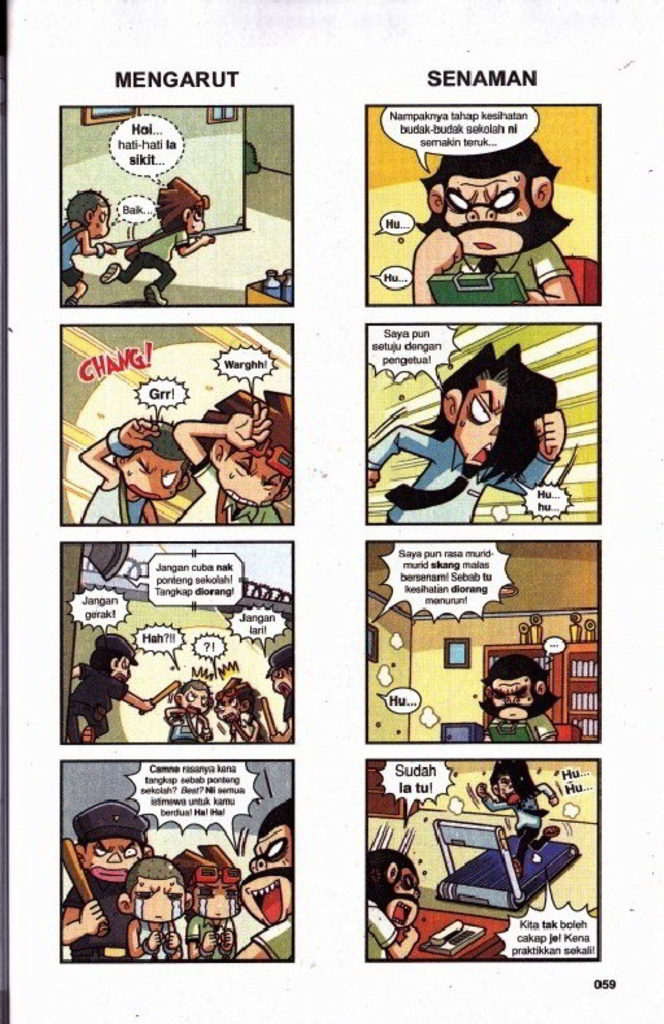 MENGARUT
Hoi...
hati-hati la
sikit...
Baik...
CHANG!
Grr!
Warghh!
Jangan cuba nak
ponteng sekolah!
Tangkap diorang!
Jangan
gerak!
Hah?!!
?!
Jangan
lari!
Camne rasanya kena
tangkap sebab ponteng
sekolah? Best? Ni semua
istimewa untuk kamu
berdua! Ha! Ha!
SENAMAN
Nampaknya tahap kesihatan
budak-budak sekolah ni
semakin teruk...
Hu...
Hu...
Saya pun
setuju dengan
pengetua!
Hu...
hu...
Saya pun rasa murid-
murid skang malas
bersenam! Sebab tu
kesihatan diorang
menurun!
...
Hu...
Sudah
la tu!
Hu...
Hu...
Kita tak boleh
cakap je! Kena
praktikkan sekali!
059